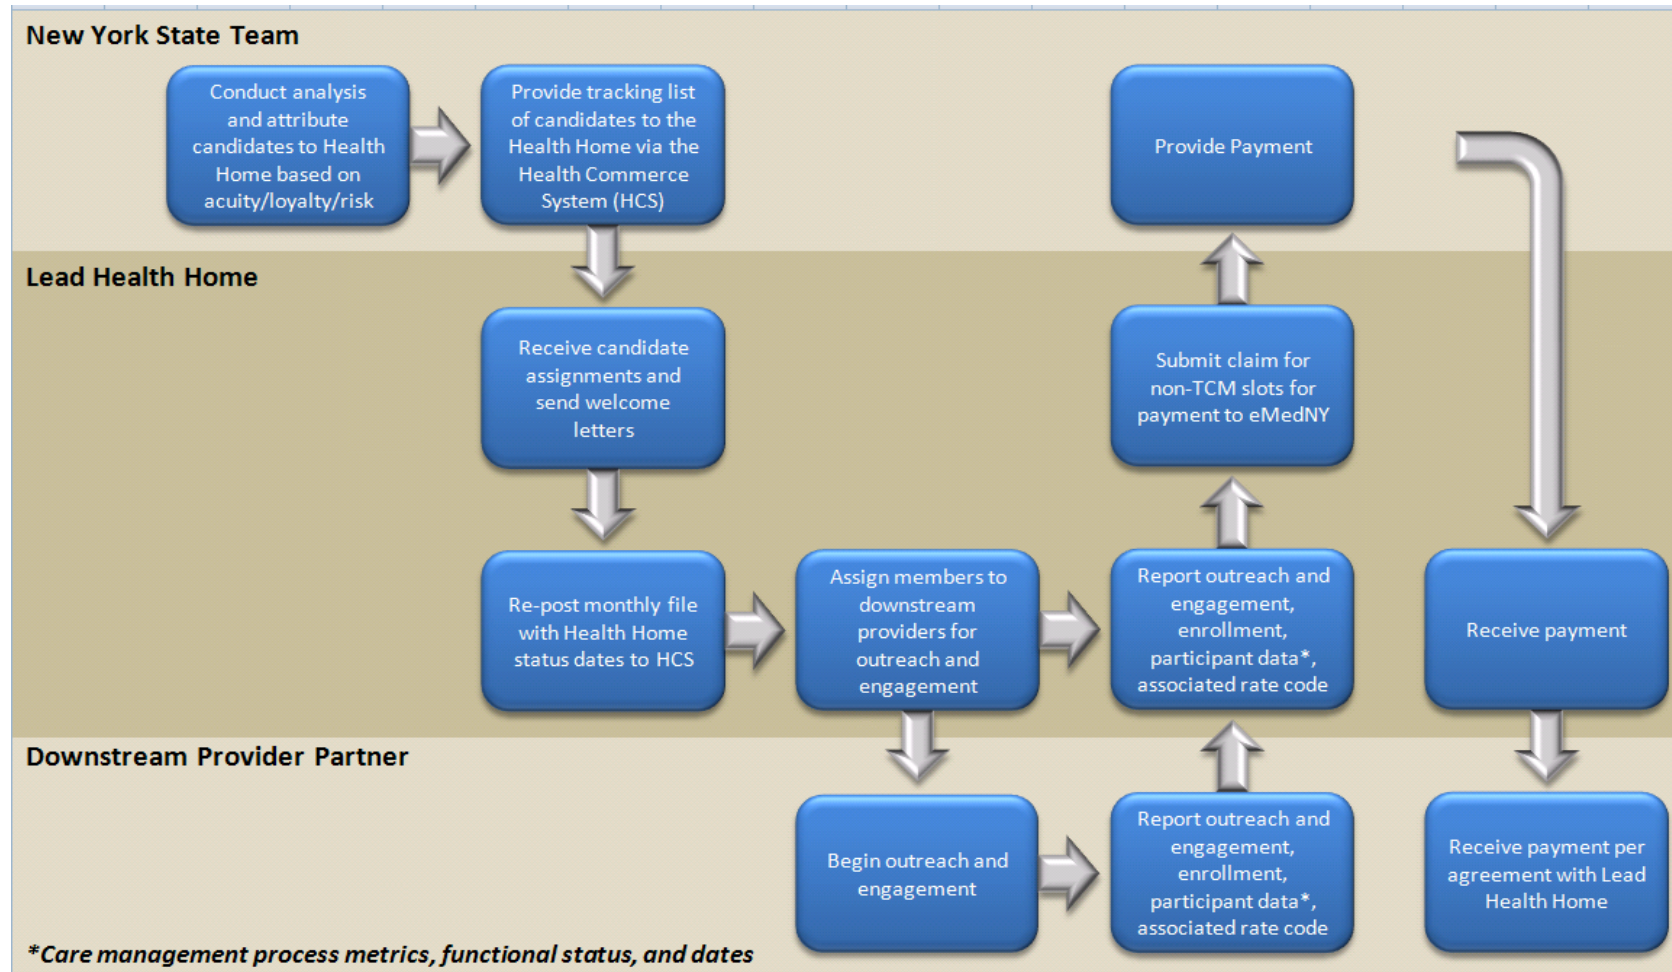 New York State Team
Conduct analysis
and attribute
candidates to Health
Home based on
acuity/loyalty/risk
Provide tracking list
of candidates to the
Health Home via the
Health Commerce
System (HCS)
Provide Payment
Lead Health Home
Receive candidate
assignments and
send welcome
letters
Submit claim for
non-TCM slots for
payment to eMedNY
Re-post monthly file
with Health Home
status dates to HCS
Assign members to
downstream
providers for
outreach and
engagement
Report outreach and
engagement,
enrollment,
participant data*,
associated rate code
Receive payment
Downstream Provider Partner
Begin outreach and
engagement
Report outreach and
engagement,
enrollment,
participant data*,
associated rate code
Receive payment per
agreement with Lead
Health Home
*Care management process metrics, functional status, and dates